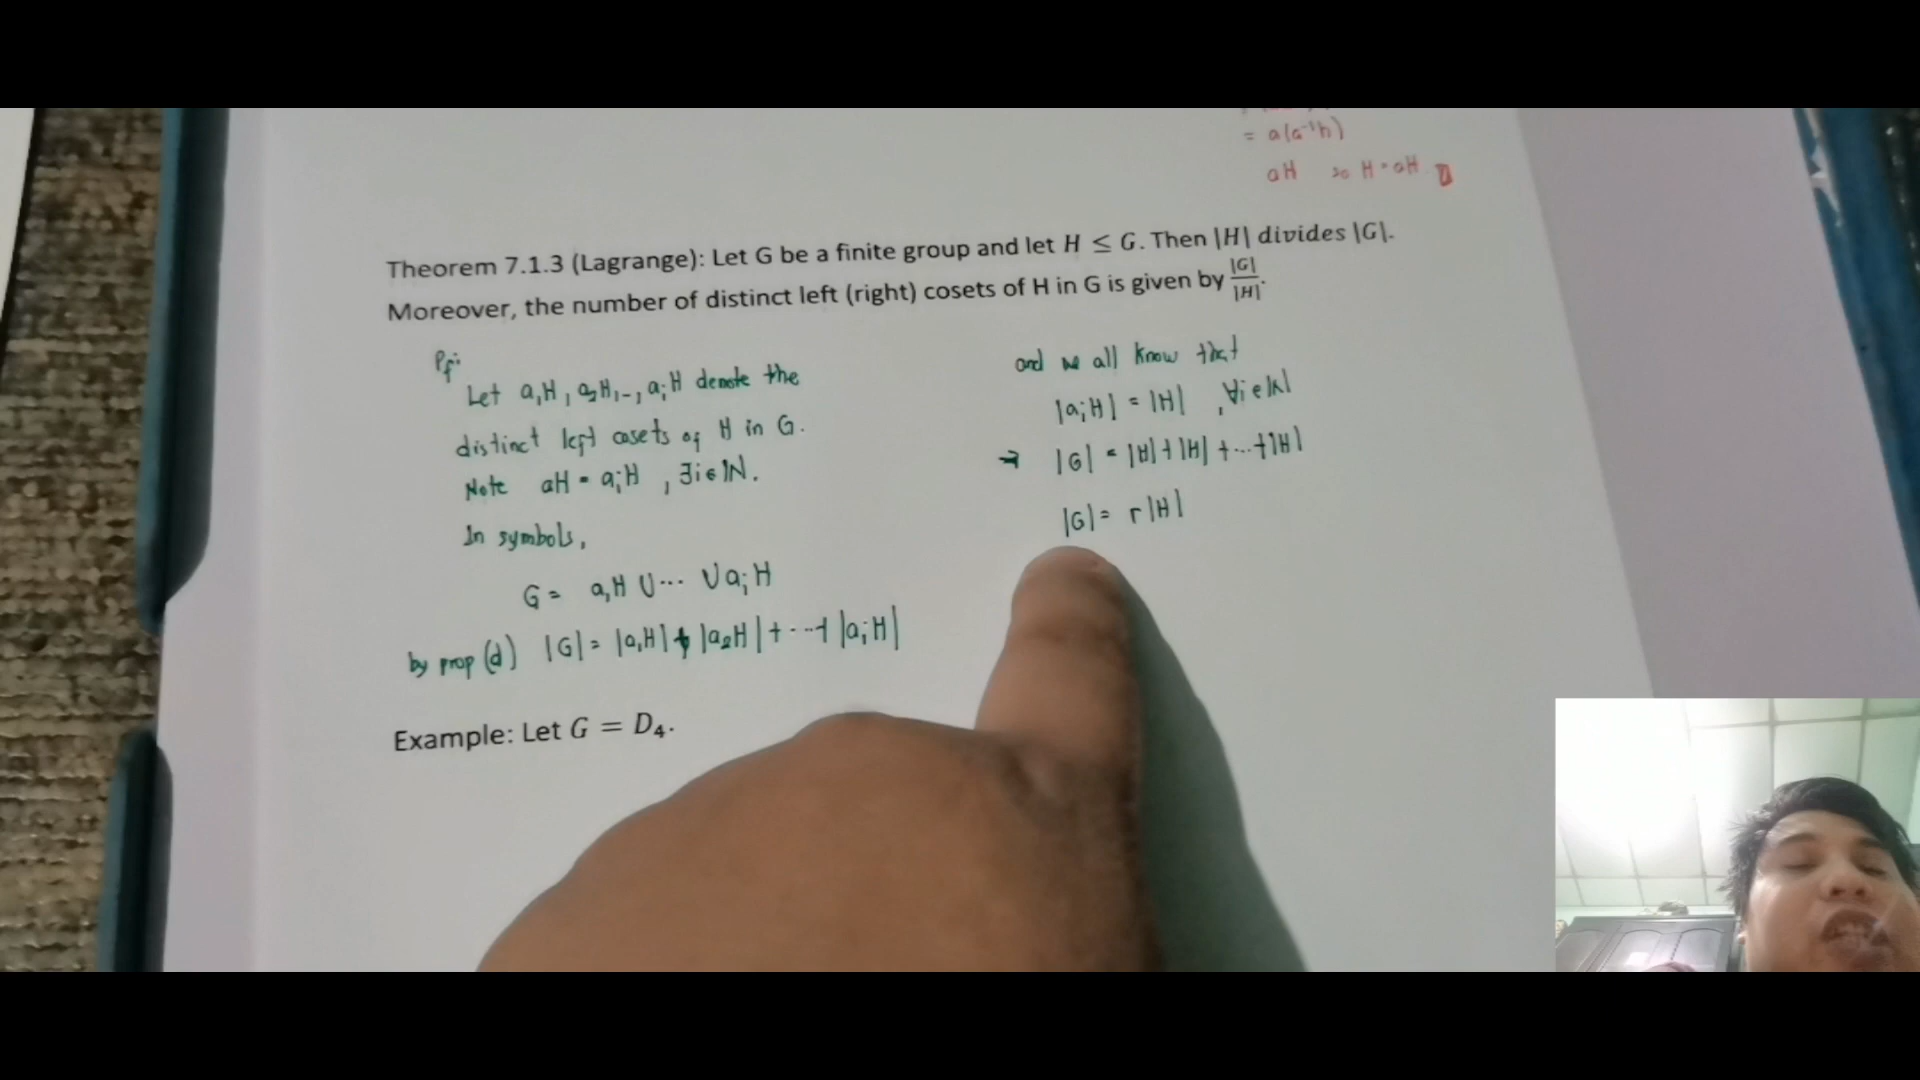 = a(a⁻¹h)
aH so H = aH
Theorem 7.1.3 (Lagrange): Let G be a finite group and let H ≤ G. Then |H| divides |G|.
Moreover, the number of distinct left (right) cosets of H in G is given by |G|/|H|.
Pf:
Let a₁H, a₂H, -, aᵢH denote the
distinct left cosets of H in G.
Note aH = aᵢH , ∃i∈ℕ.
In symbols,
G = a₁H ∪ ... ∪ aᵢH
by prop (d) |G| = |a₁H| + |a₂H| + ... + |aᵢH|
and we all know that
|aᵢH| = |H| , ∀i∈ℕ
→ |G| = |H| + |H| + ... + |H|
|G| = r|H|
Example: Let G = D₄.